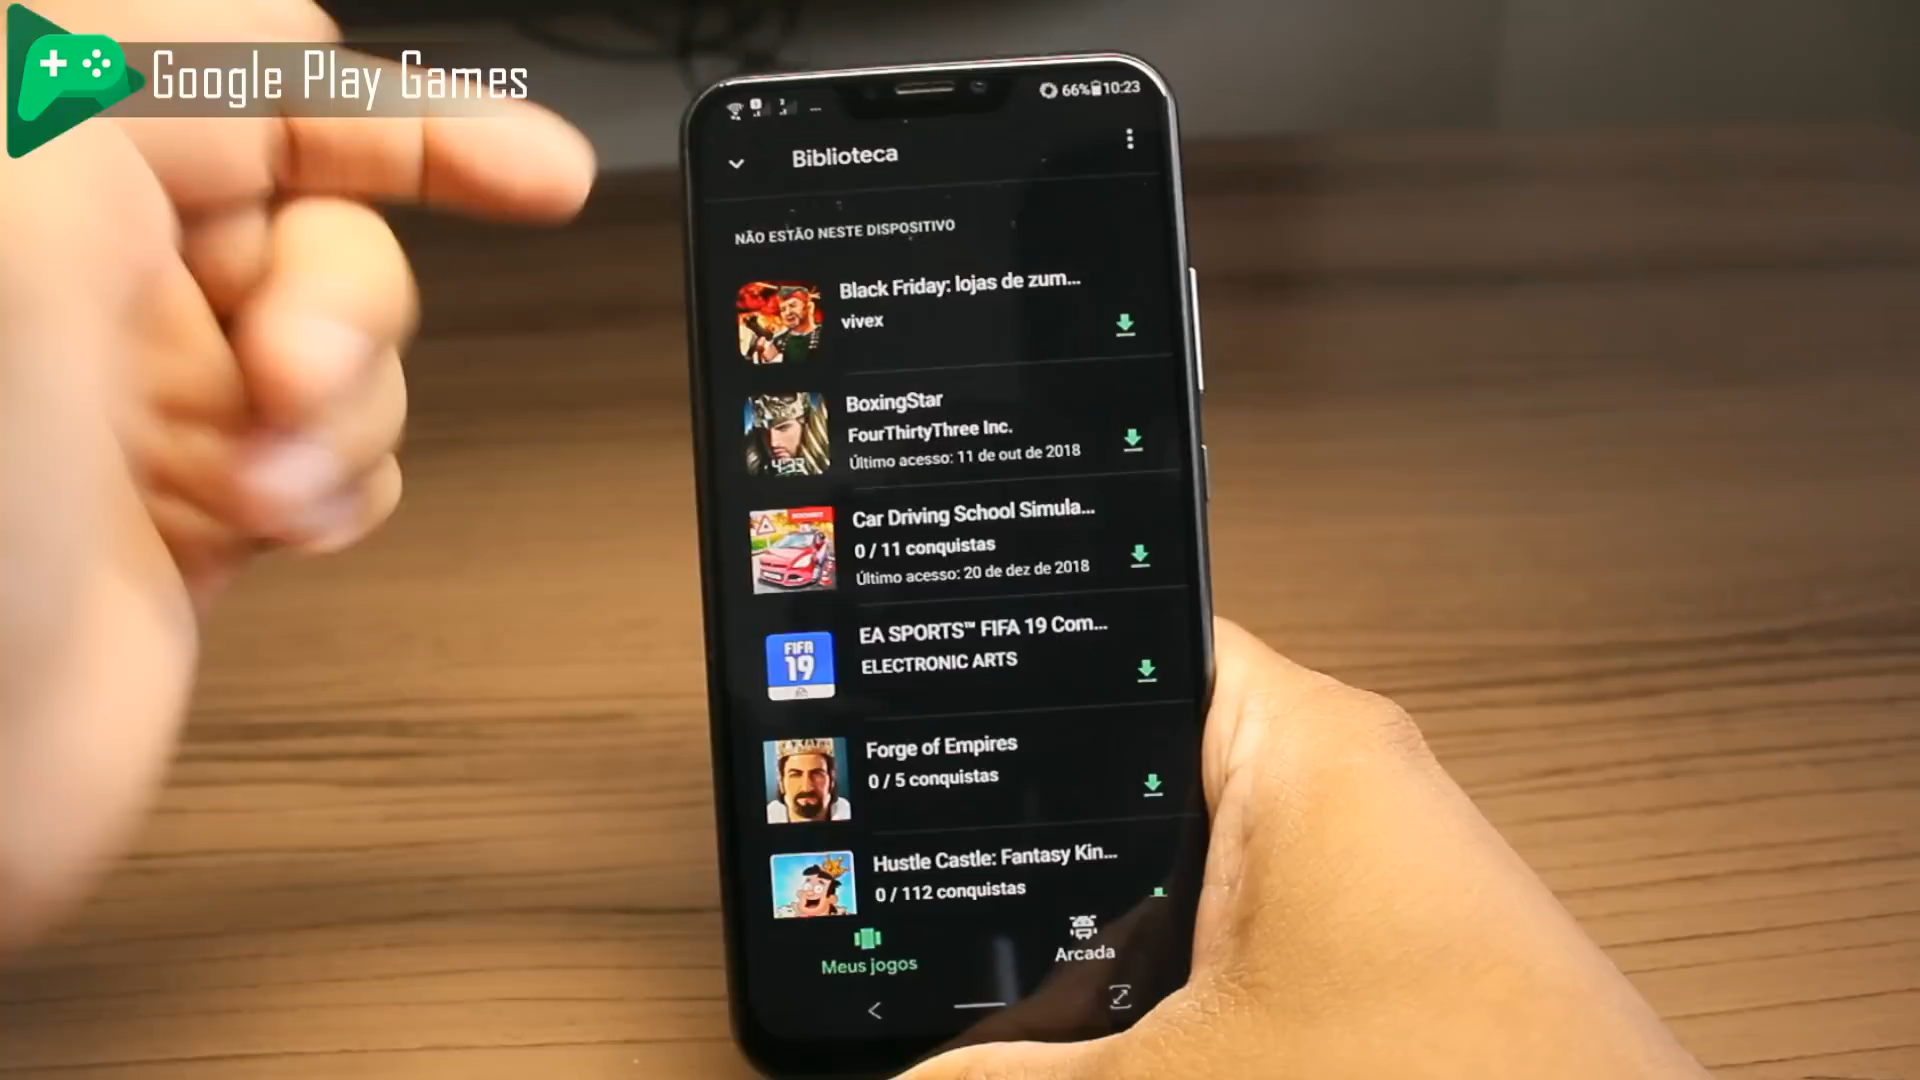 Google Play Games
66% 10:23
Biblioteca
NÃO ESTÃO NESTE DISPOSITIVO
Black Friday: lojas de zum...
vivex
BoxingStar
FourThirtyThree Inc.
Último acesso: 11 de out de 2018
4:33
Car Driving School Simula...
0 / 11 conquistas
Último acesso: 20 de dez de 2018
EA SPORTS™ FIFA 19 Com...
ELECTRONIC ARTS
FIFA
19
EA
Forge of Empires
0 / 5 conquistas
Hustle Castle: Fantasy Kin...
0 / 112 conquistas
Meus jogos
Arcada